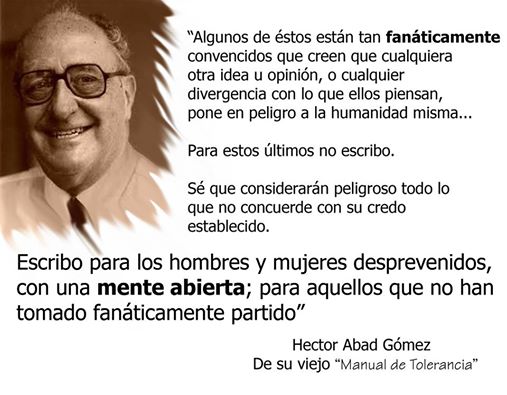 “Algunos de éstos están tan fanáticamente
convencidos que creen que cualquiera
otra idea u opinión, o cualquier
divergencia con lo que ellos piensan,
pone en peligro a la humanidad misma...
Para estos últimos no escribo.
Sé que considerarán peligroso todo lo
que no concuerde con su credo
establecido.
Escribo para los hombres y mujeres desprevenidos,
con una mente abierta; para aquellos que no han
tomado fanáticamente partido”
Hector Abad Gómez
De su viejo “Manual de Tolerancia”